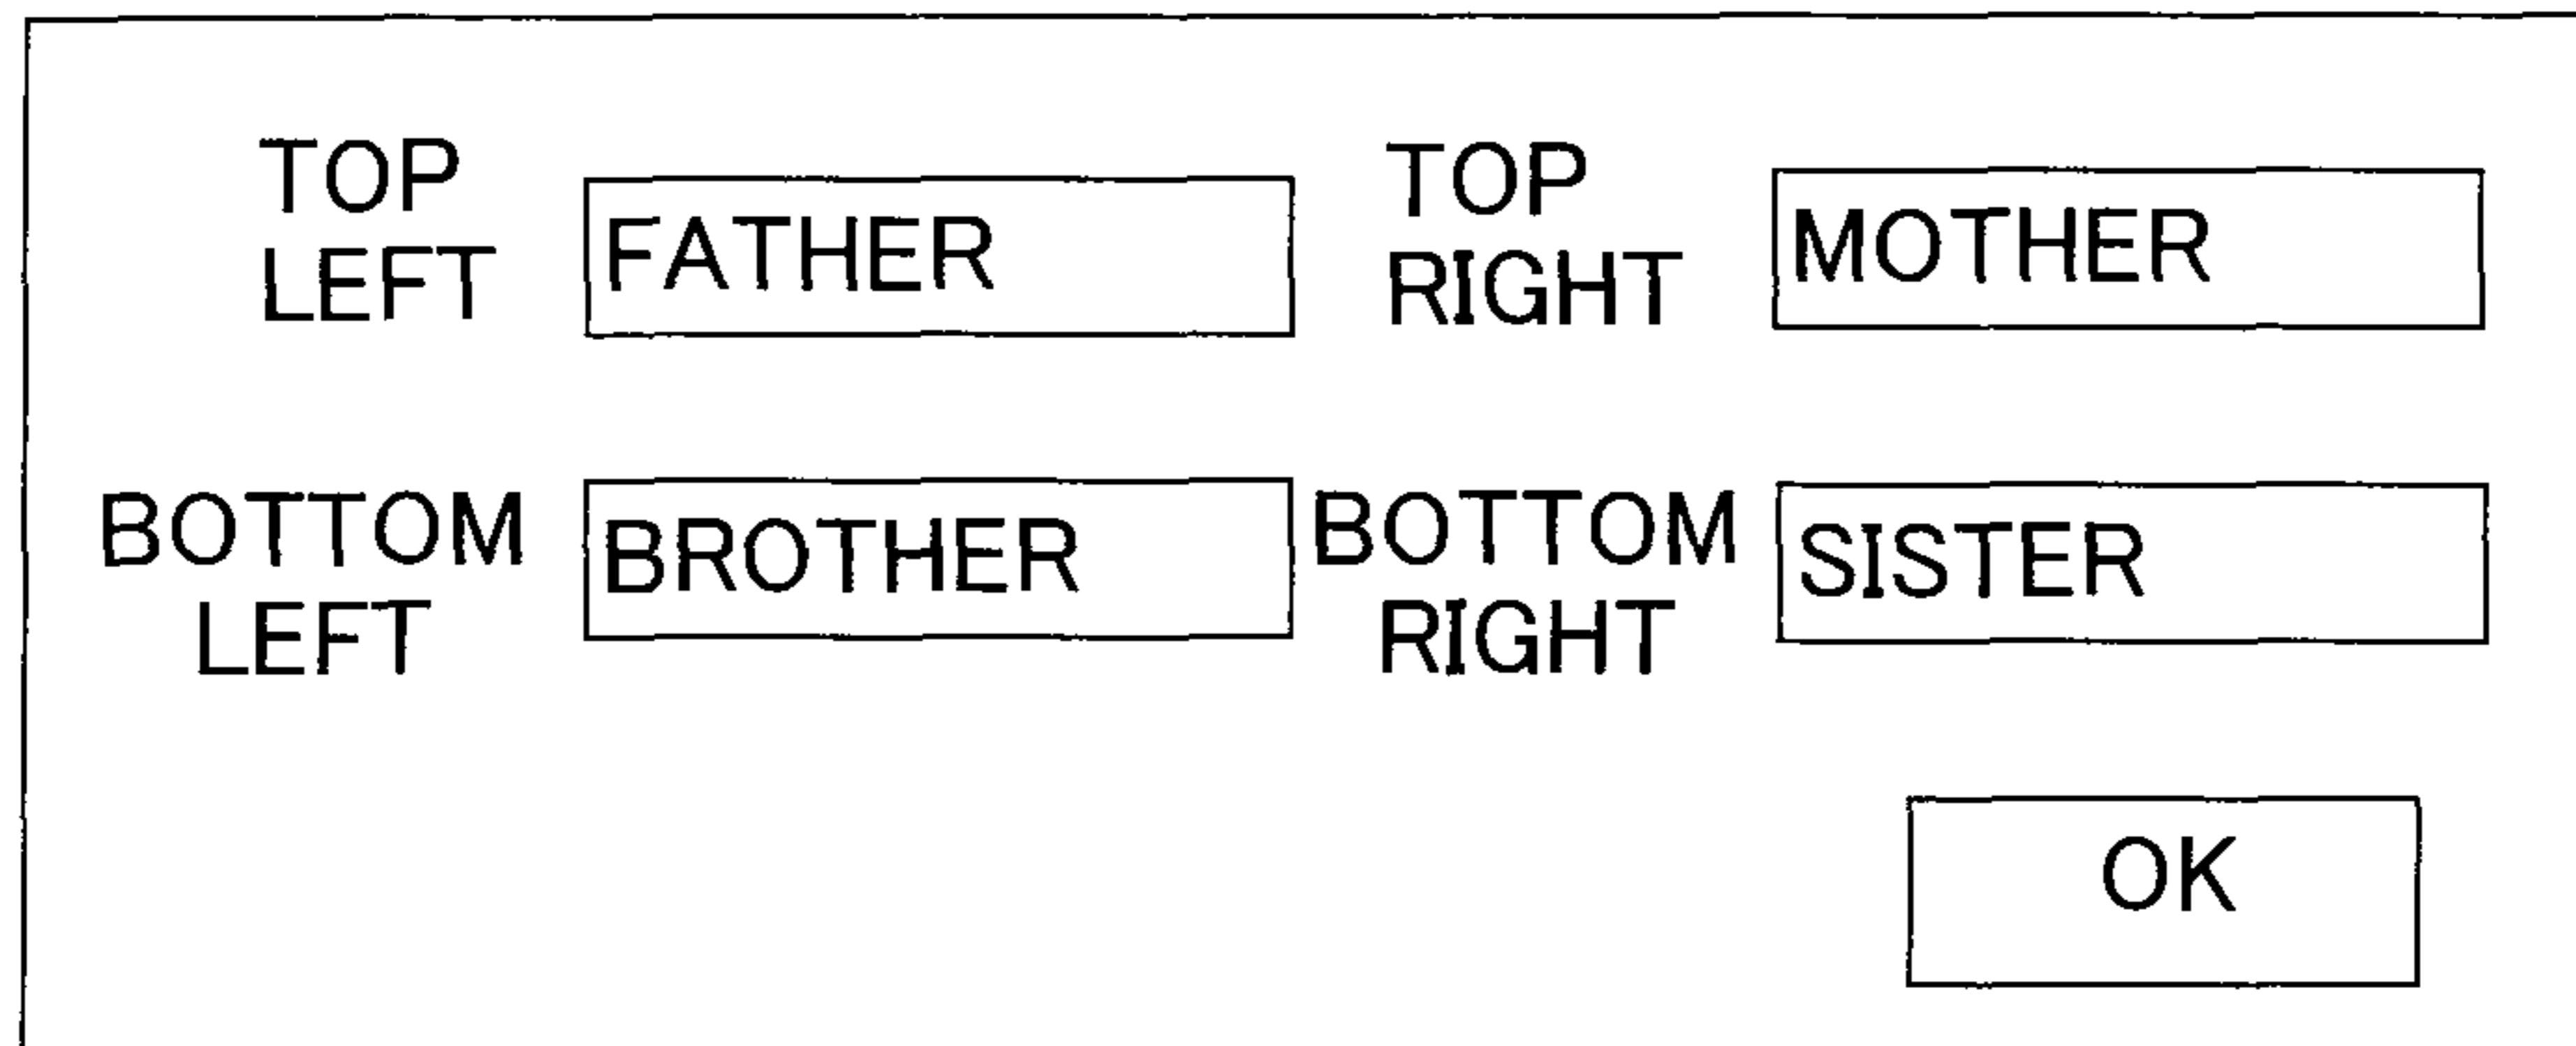 TOP
LEFT
FATHER
TOP
RIGHT
MOTHER
BOTTOM
LEFT
BROTHER
BOTTOM
RIGHT
SISTER
OK